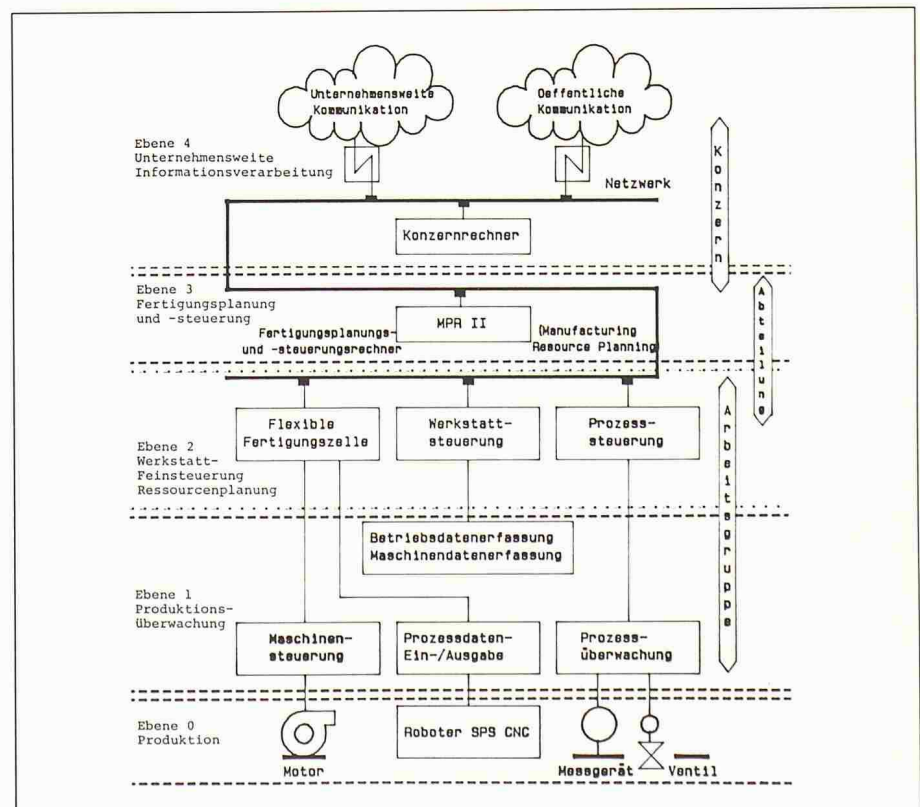 Unternehmensweite
Kommunikation
Oeffentliche
Kommunikation
Ebene 4
Unternehmensweite
Informationsverarbeitung
Netzwerk
Konzernrechner
Konzern
Ebene 3
Fertigungsplanung
und -steuerung
MPR II
Fertigungsplanungs-
und -steuerungsrechner
(Manufacturing
Resource Planning)
Abteilung
Flexible
Fertigungszelle
Werkstatt-
steuerung
Prozess-
steuerung
Ebene 2
Werkstatt-
Feinsteuerung
Ressourcenplanung
Arbeitsgruppe
Betriebsdatenerfassung
Maschinendatenerfassung
Ebene 1
Produktions-
überwachung
Maschinen-
steuerung
Prozessdaten-
Ein-/Ausgabe
Prozess-
überwachung
Ebene 0
Produktion
Roboter SPS CNC
Motor
Messgerät
Ventil